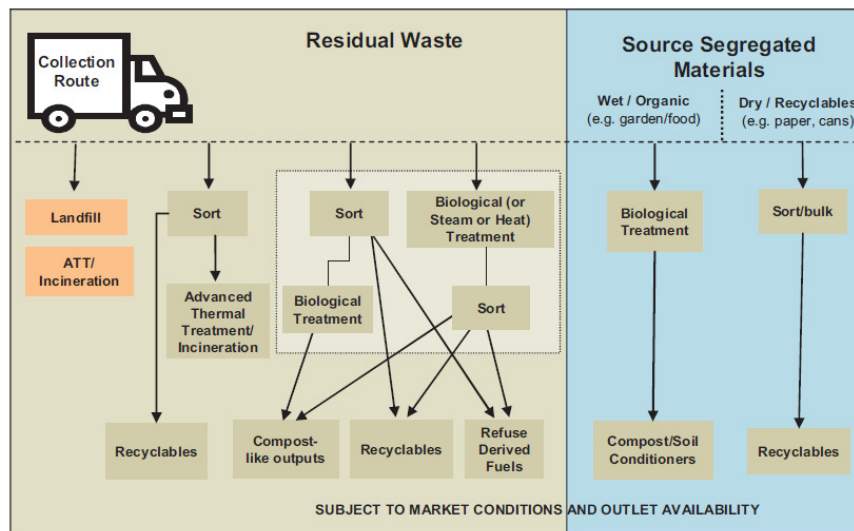 Collection
Route
Residual Waste
Source Segregated
Materials
Wet / Organic
(e.g. garden/food)
Dry / Recyclables
(e.g. paper, cans)
Landfill
ATT/
Incineration
Sort
Advanced
Thermal
Treatment/
Incineration
Sort
Biological
Treatment
Biological (or
Steam or Heat)
Treatment
Sort
Biological
Treatment
Sort/bulk
Recyclables
Compost-
like outputs
Recyclables
Refuse
Derived
Fuels
Compost/Soil
Conditioners
Recyclables
SUBJECT TO MARKET CONDITIONS AND OUTLET AVAILABILITY